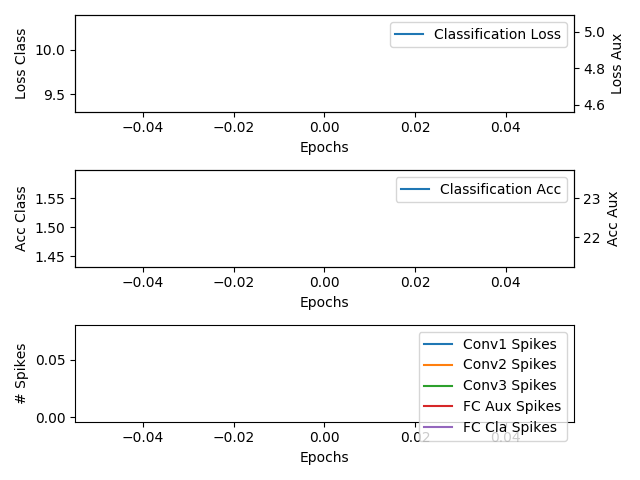 Loss Class
10.0
9.5
Classification Loss
5.0
4.8
4.6
Loss Aux
−0.04 −0.02 0.00 0.02 0.04
Epochs
Acc Class
1.55
1.50
1.45
Classification Acc
23
22
Acc Aux
−0.04 −0.02 0.00 0.02 0.04
Epochs
# Spikes
0.05
0.00
Conv1 Spikes
Conv2 Spikes
Conv3 Spikes
FC Aux Spikes
FC Cla Spikes
−0.04 −0.02 0.00 0.02 0.04
Epochs